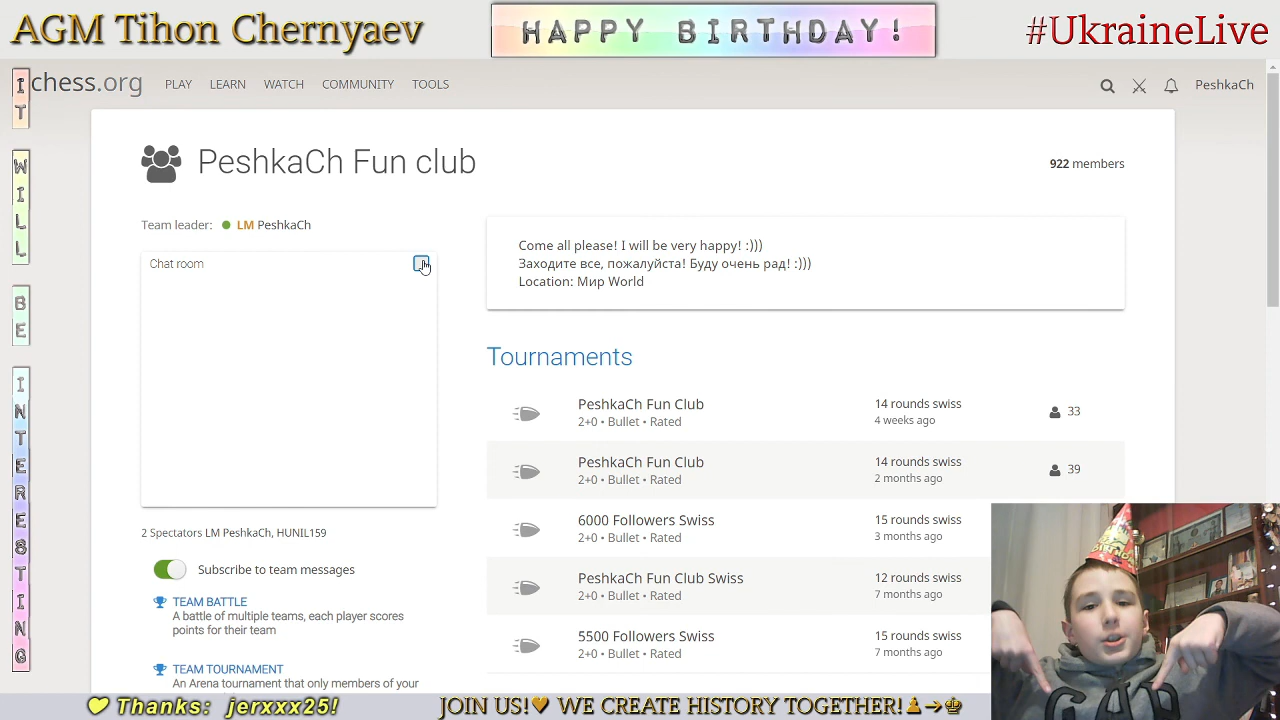 AGM Tihon Chernyaev
HAPPY BIRTHDAY!
#UkraineLive
chess.org
PLAY LEARN WATCH COMMUNITY TOOLS
PeshkaCh
IT WILL BE INTERESTING
PeshkaCh Fun club
922 members
Team leader: LM PeshkaCh
Chat room
Come all please! I will be very happy! :)))
Заходите все, пожалуйста! Буду очень рад! :)))
Location: Мир World
Tournaments
PeshkaCh Fun Club
2+0 • Bullet • Rated
14 rounds swiss
4 weeks ago
33
PeshkaCh Fun Club
2+0 • Bullet • Rated
14 rounds swiss
2 months ago
39
6000 Followers Swiss
2+0 • Bullet • Rated
15 rounds swiss
3 months ago
PeshkaCh Fun Club Swiss
2+0 • Bullet • Rated
12 rounds swiss
7 months ago
5500 Followers Swiss
2+0 • Bullet • Rated
15 rounds swiss
7 months ago
2 Spectators LM PeshkaCh, HUNIL159
Subscribe to team messages
TEAM BATTLE
A battle of multiple teams, each player scores
points for their team
TEAM TOURNAMENT
An Arena tournament that only members of your
GAP
Thanks: jerxxx25!
JOIN US! WE CREATE HISTORY TOGETHER!